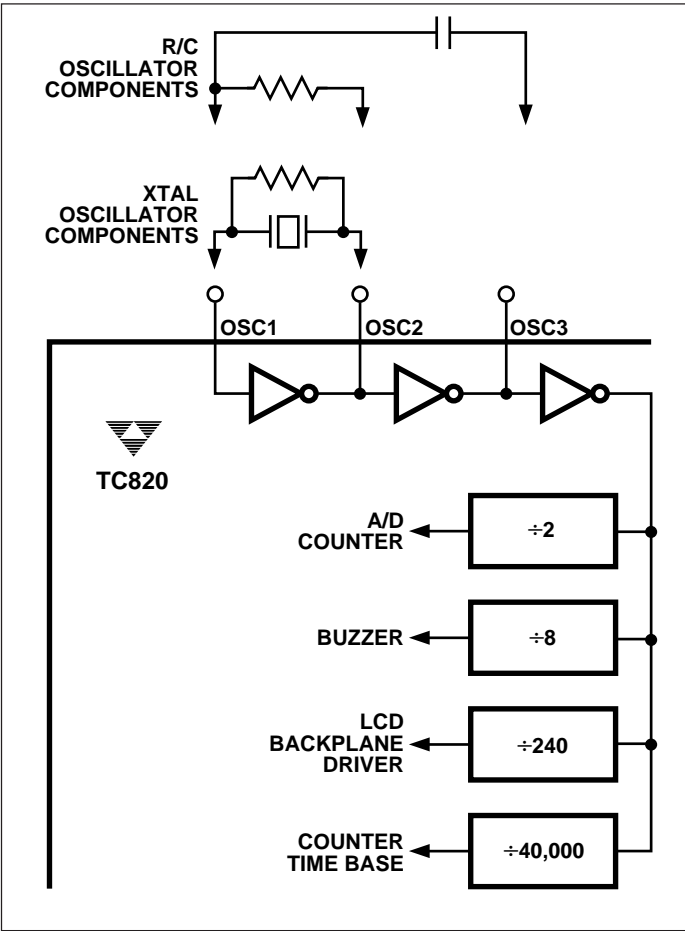 R/C
OSCILLATOR
COMPONENTS
XTAL
OSCILLATOR
COMPONENTS
OSC1 OSC2 OSC3
TC820
A/D
COUNTER
÷2
BUZZER
÷8
LCD
BACKPLANE
DRIVER
÷240
COUNTER
TIME BASE
÷40,000